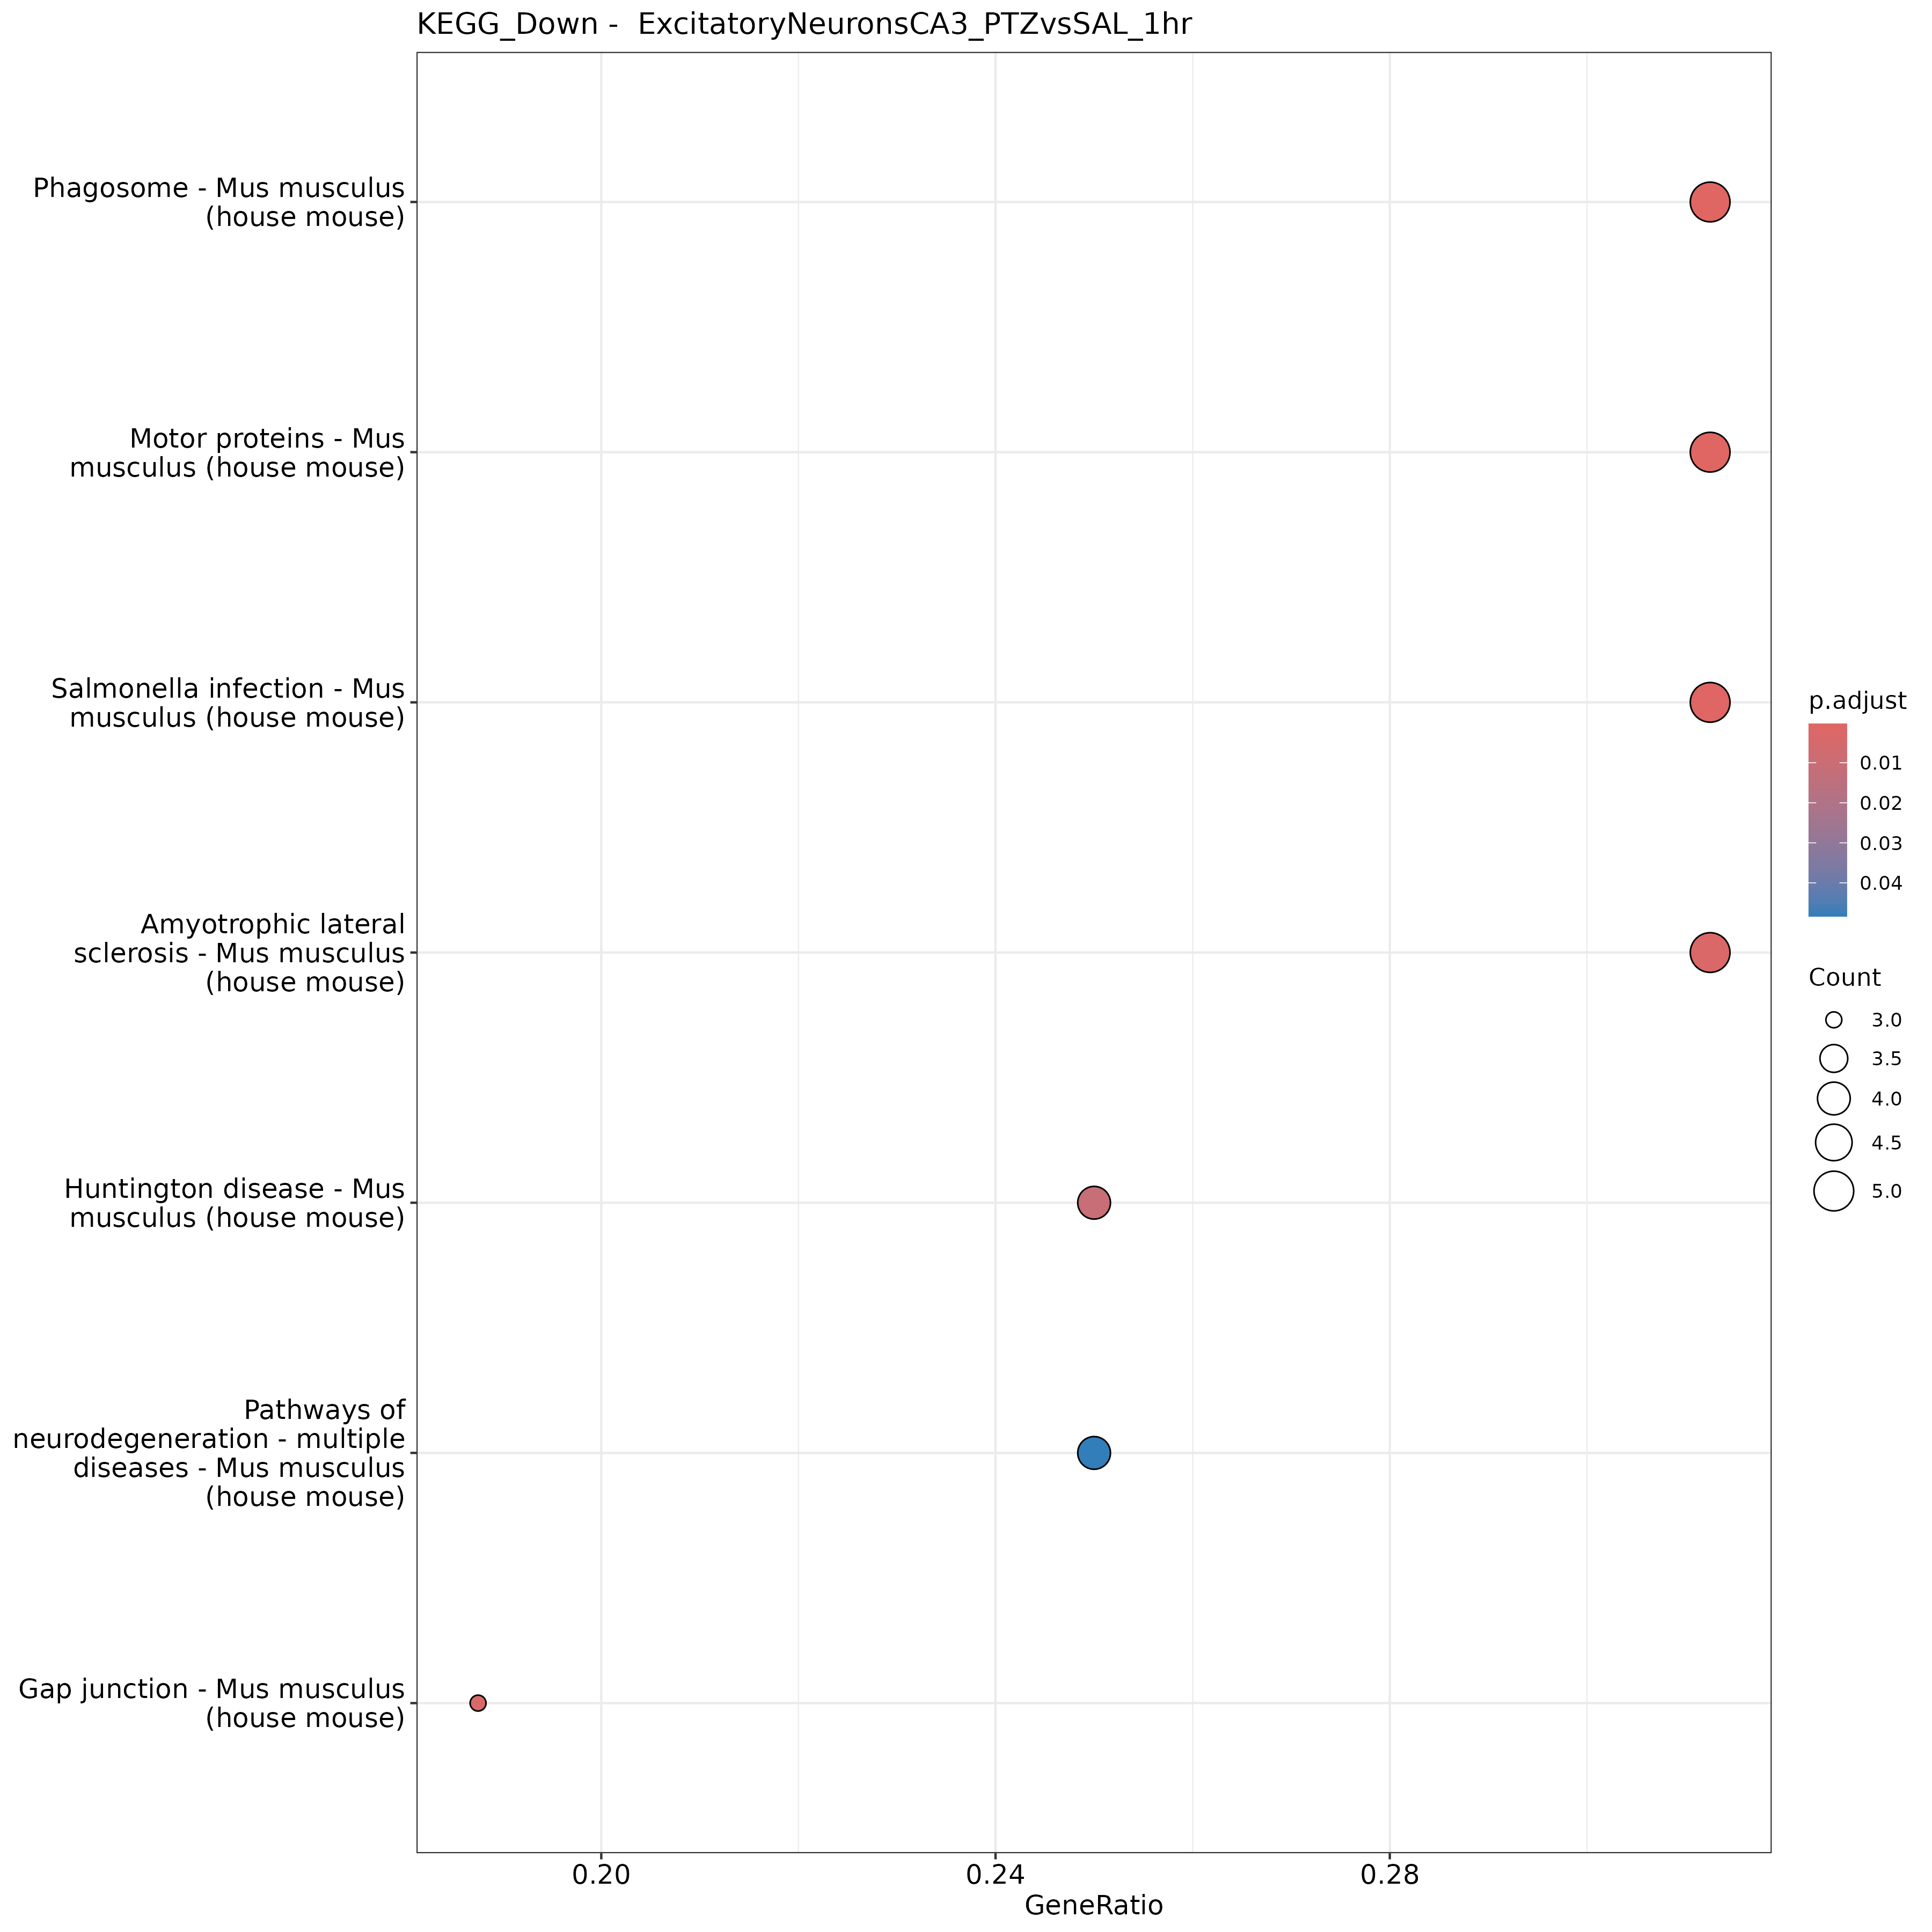 KEGG_Down -  ExcitatoryNeuronsCA3_PTZvsSAL_1hr
Phagosome - Mus musculus
(house mouse)
Motor proteins - Mus
musculus (house mouse)
Salmonella infection - Mus
musculus (house mouse)
Amyotrophic lateral
sclerosis - Mus musculus
(house mouse)
Huntington disease - Mus
musculus (house mouse)
Pathways of
neurodegeneration - multiple
diseases - Mus musculus
(house mouse)
Gap junction - Mus musculus
(house mouse)
0.20
0.24
0.28
GeneRatio
p.adjust
0.01
0.02
0.03
0.04
Count
3.0
3.5
4.0
4.5
5.0